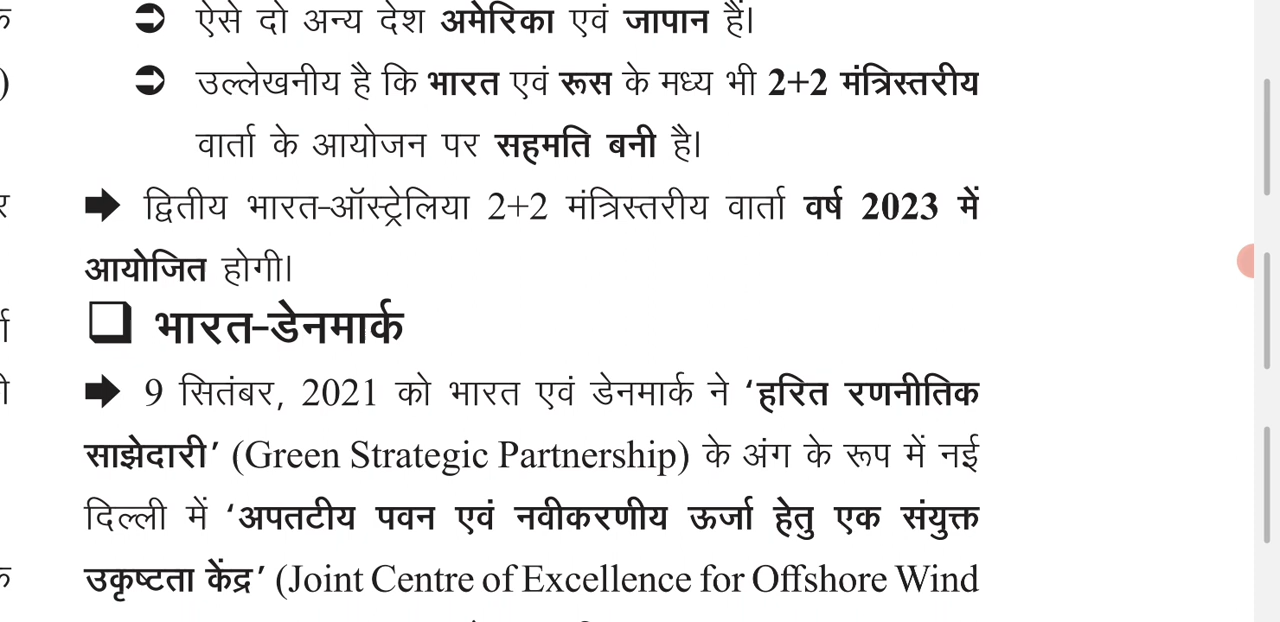 ऐसे दो अन्य देश अमेरिका एवं जापान हैं।
उल्लेखनीय है कि भारत एवं रूस के मध्य भी 2+2 मंत्रिस्तरीय
वार्ता के आयोजन पर सहमति बनी है।
द्वितीय भारत-ऑस्ट्रेलिया 2+2 मंत्रिस्तरीय वार्ता वर्ष 2023 में
आयोजित होगी।
भारत-डेनमार्क
9 सितंबर, 2021 को भारत एवं डेनमार्क ने ‘हरित रणनीतिक
साझेदारी’ (Green Strategic Partnership) के अंग के रूप में नई
दिल्ली में ‘अपतटीय पवन एवं नवीकरणीय ऊर्जा हेतु एक संयुक्त
उकृष्टता केंद्र’ (Joint Centre of Excellence for Offshore Wind